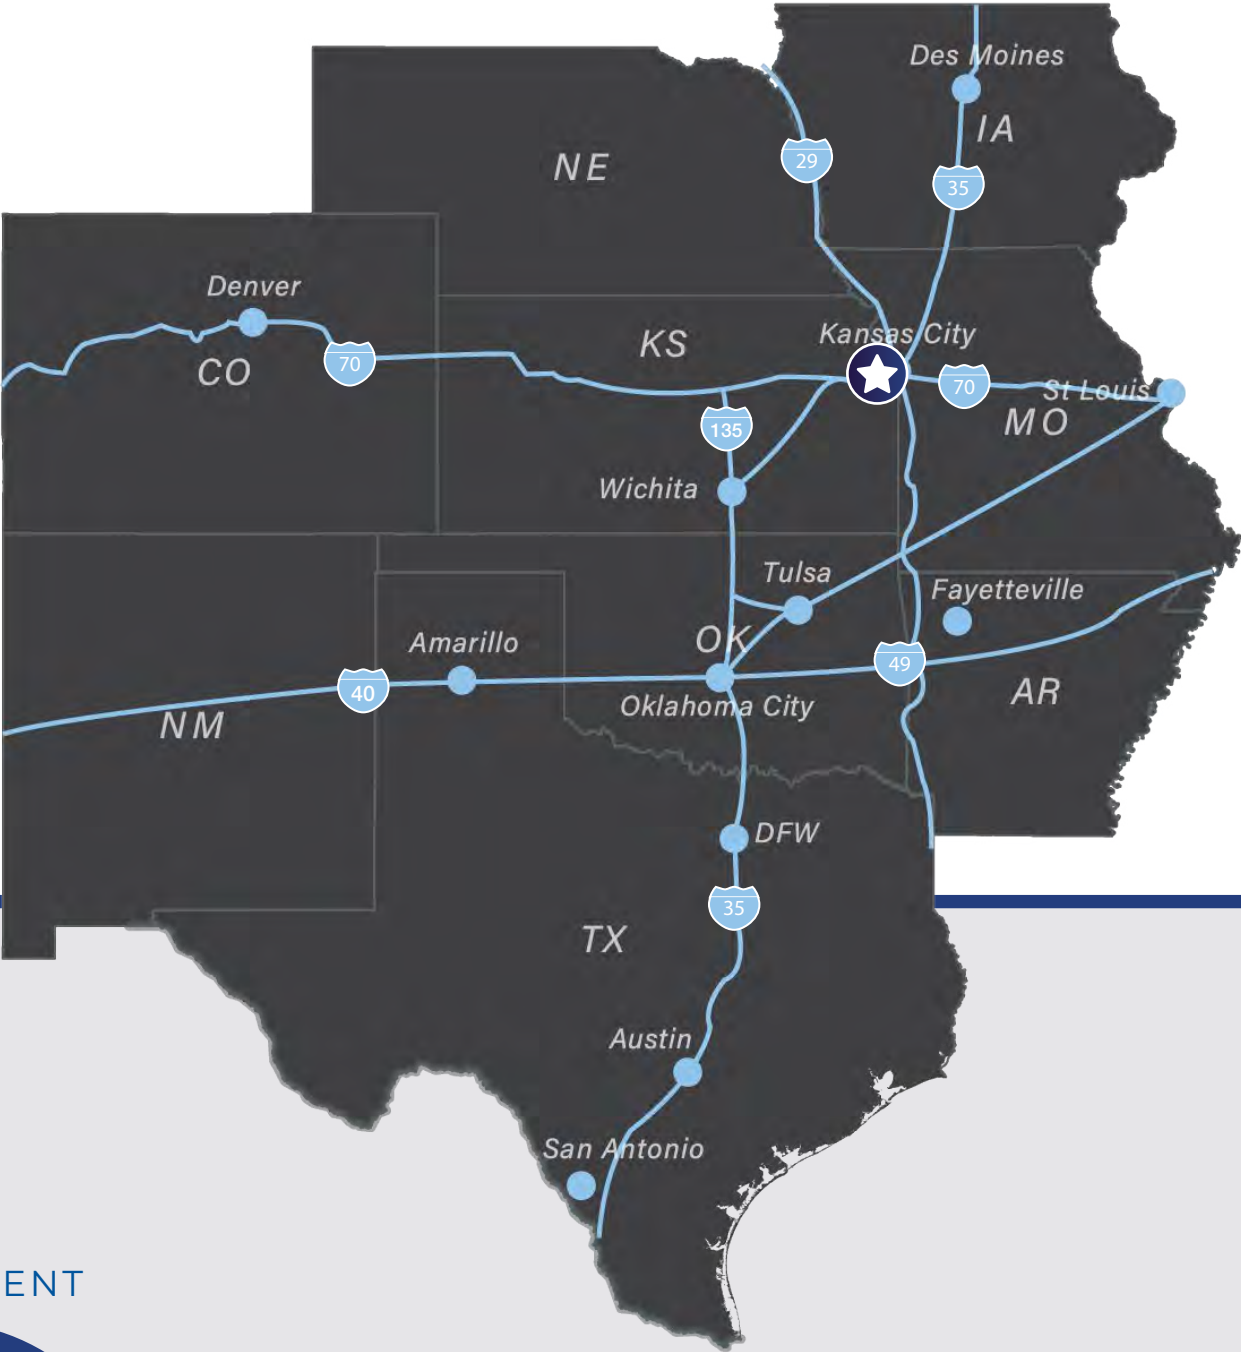 Des Moines
IA
29
NE
35
Denver
Kansas City
KS
70
CO
70
St Louis
MO
135
Wichita
Tulsa
Fayetteville
OK
Amarillo
49
40
AR
Oklahoma City
NM
DFW
35
TX
Austin
San Antonio
ENT